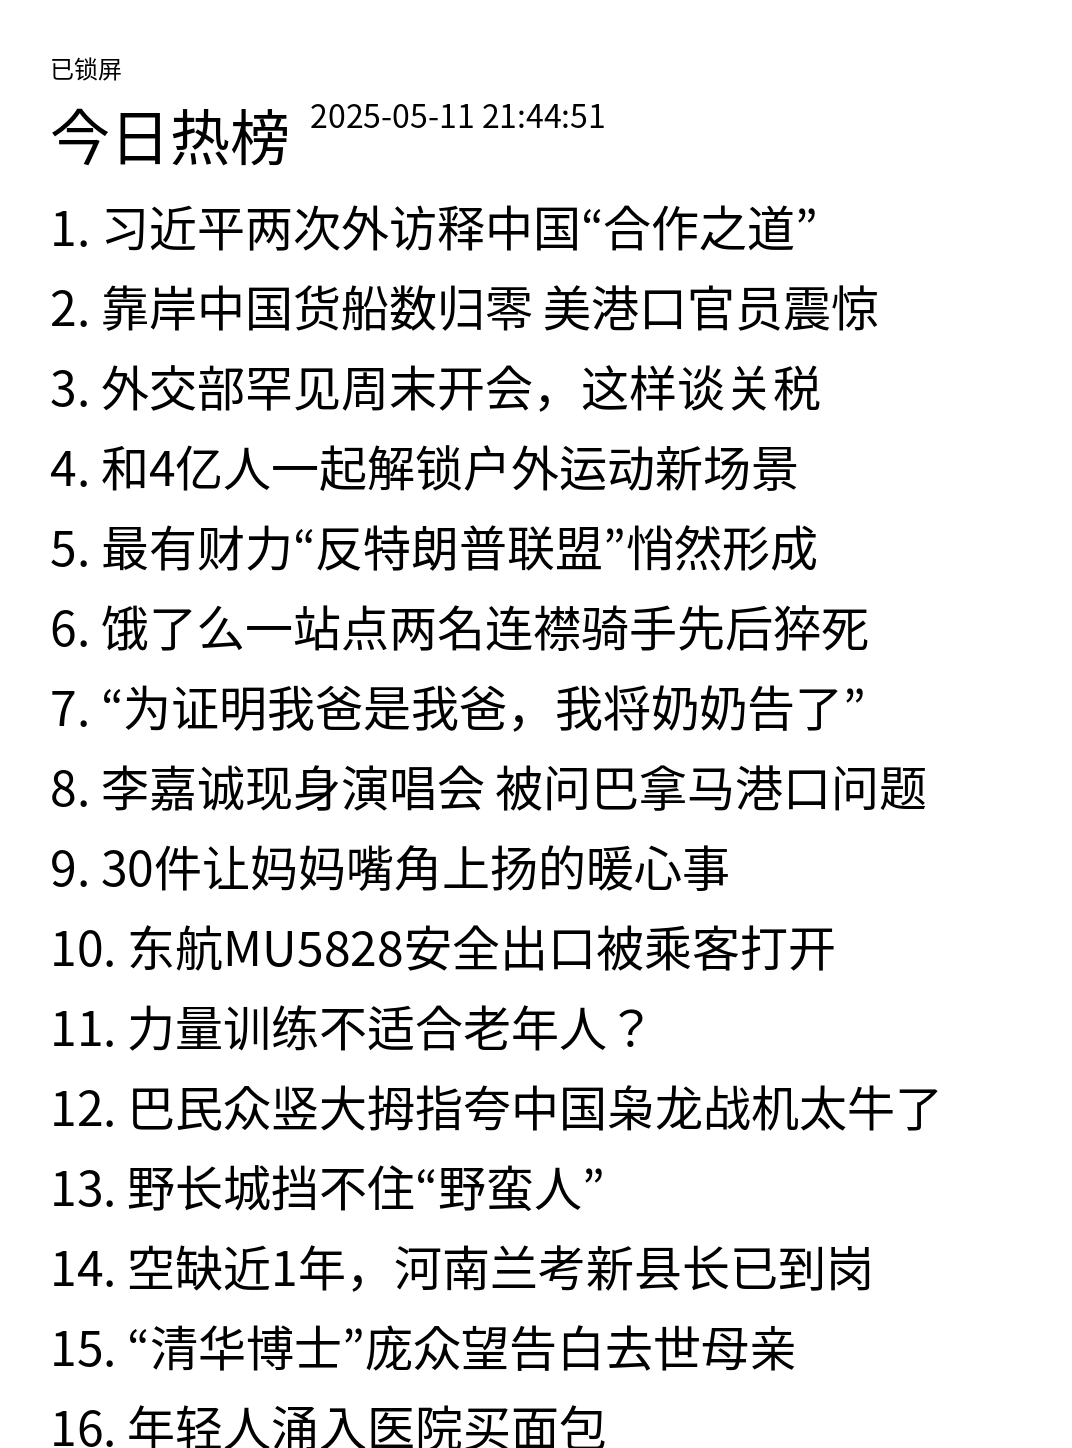 已锁屏
今日热榜 2025-05-11 21:44:51
1. 习近平两次外访释中国“合作之道”
2. 靠岸中国货船数归零 美港口官员震惊
3. 外交部罕见周末开会，这样谈关税
4. 和4亿人一起解锁户外运动新场景
5. 最有财力“反特朗普联盟”悄然形成
6. 饿了么一站点两名连襟骑手先后猝死
7. “为证明我爸是我爸，我将奶奶告了”
8. 李嘉诚现身演唱会 被问巴拿马港口问题
9. 30件让妈妈嘴角上扬的暖心事
10. 东航MU5828安全出口被乘客打开
11. 力量训练不适合老年人？
12. 巴民众竖大拇指夸中国枭龙战机太牛了
13. 野长城挡不住“野蛮人”
14. 空缺近1年，河南兰考新县长已到岗
15. “清华博士”庞众望告白去世母亲
16. 年轻人涌入医院买面包